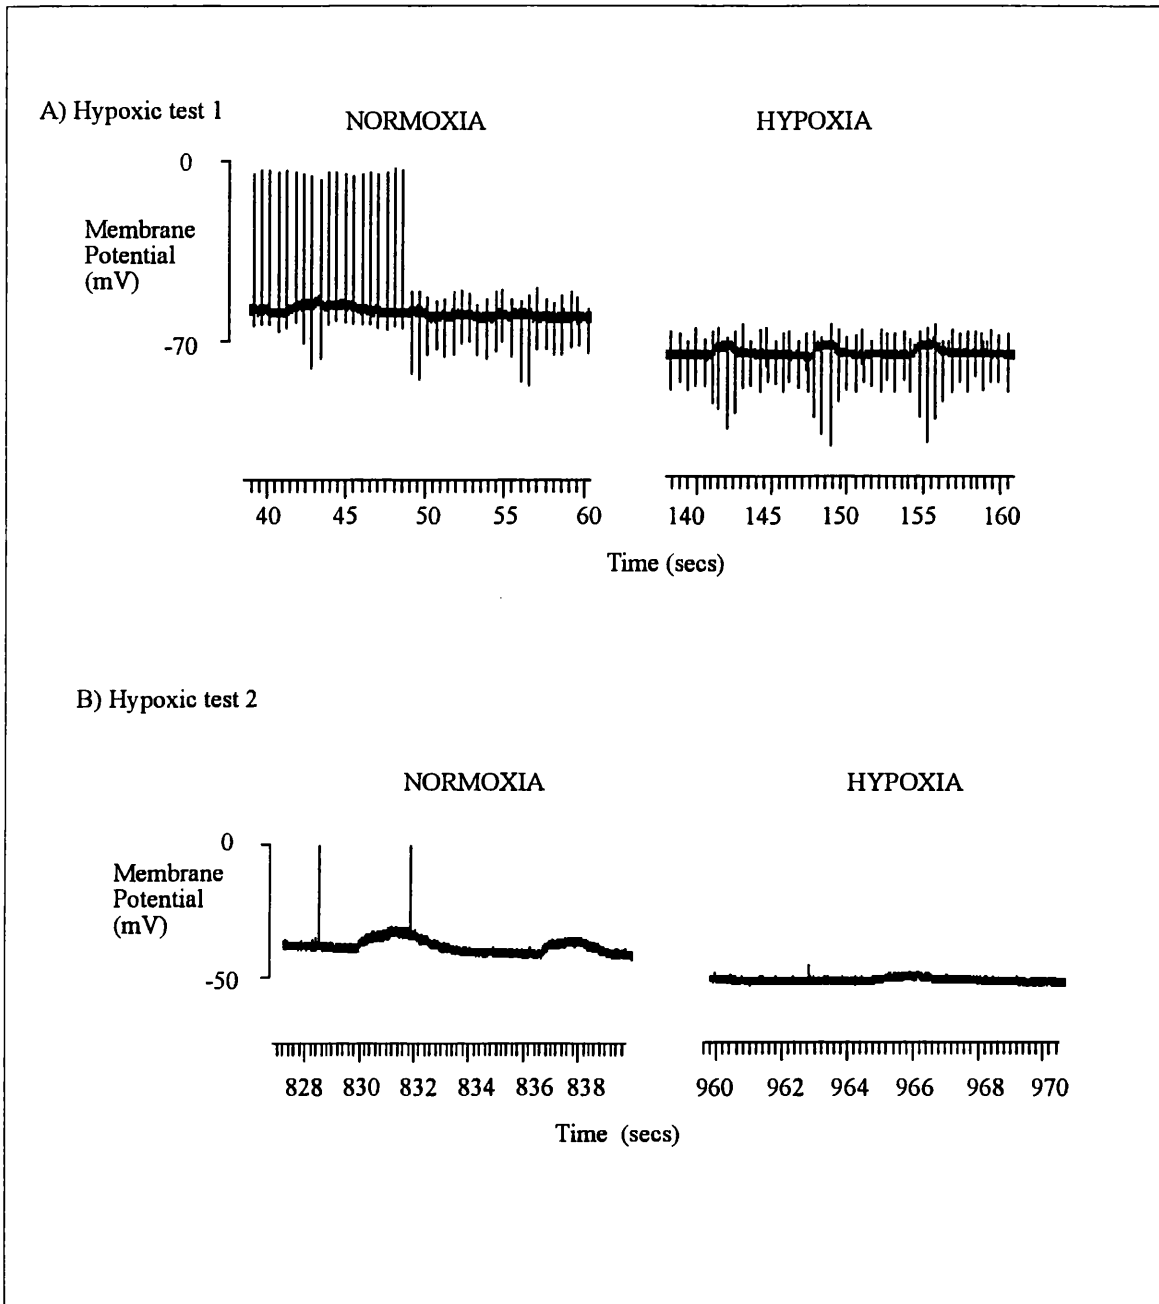 A) Hypoxic test 1
NORMOXIA
HYPOXIA
0
Membrane
Potential
(mV)
-70
40 45 50 55 60
140 145 150 155 160
Time (secs)
B) Hypoxic test 2
NORMOXIA
HYPOXIA
0
Membrane
Potential
(mV)
-50
828 830 832 834 836 838
960 962 964 966 968 970
Time (secs)